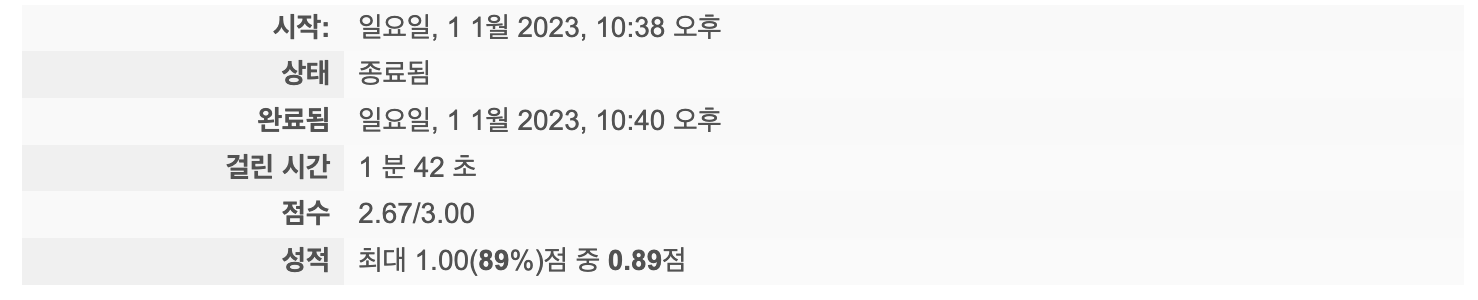 시작: 일요일, 1 1월 2023, 10:38 오후
상태 종료됨
완료됨 일요일, 1 1월 2023, 10:40 오후
걸린 시간 1 분 42 초
점수 2.67/3.00
성적 최대 1.00(89%)점 중 0.89점